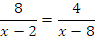 8/(x − 2) = 4/(x − 8)